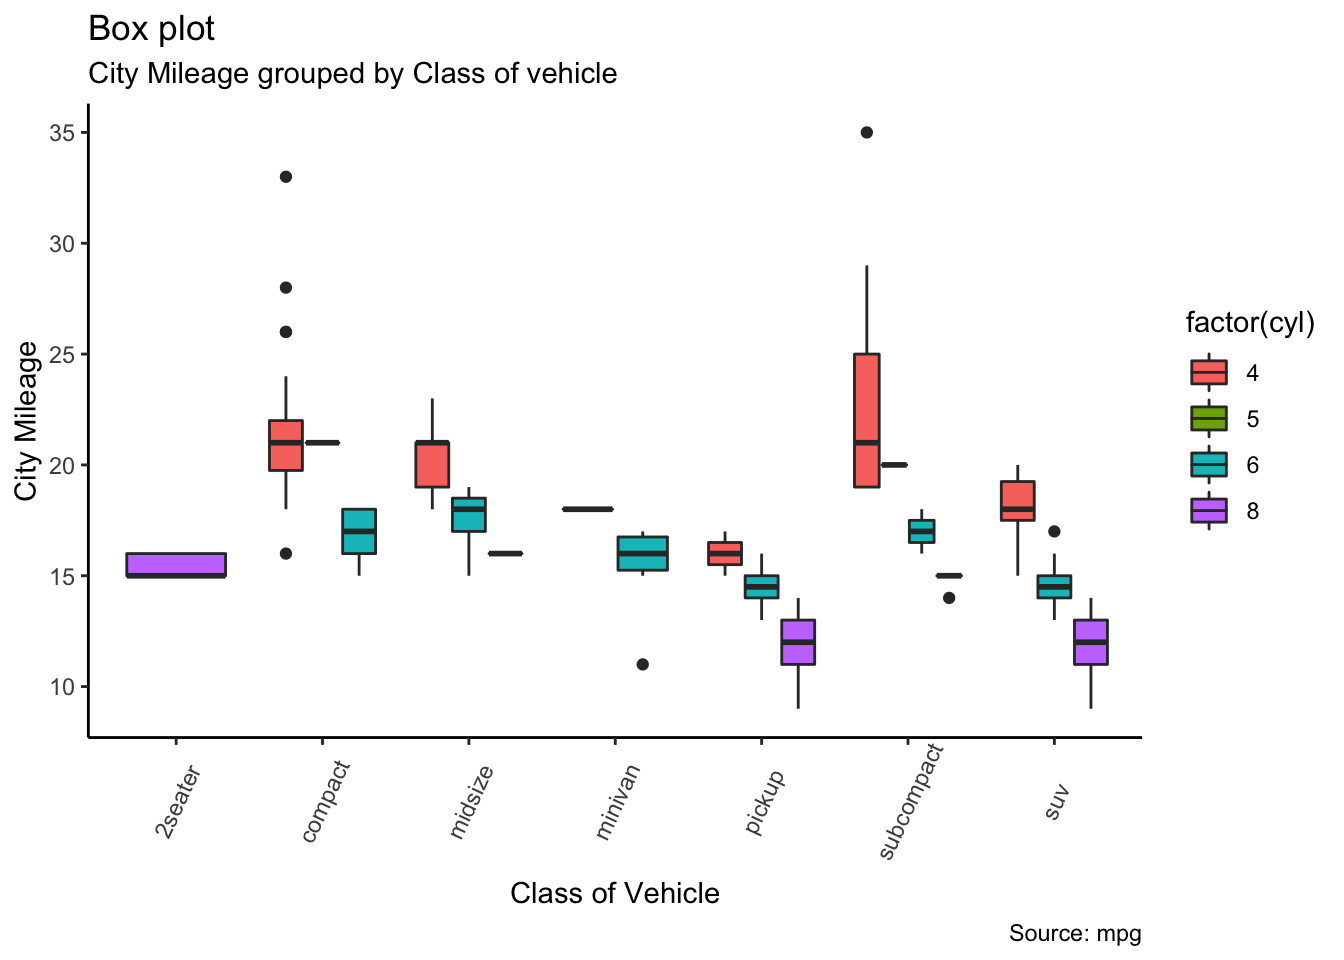 Box plot
City Mileage grouped by Class of vehicle
City Mileage
35
30
25
20
15
10
2seater
compact
midsize
minivan
pickup
subcompact
suv
Class of Vehicle
factor(cyl)
4
5
6
8
Source: mpg